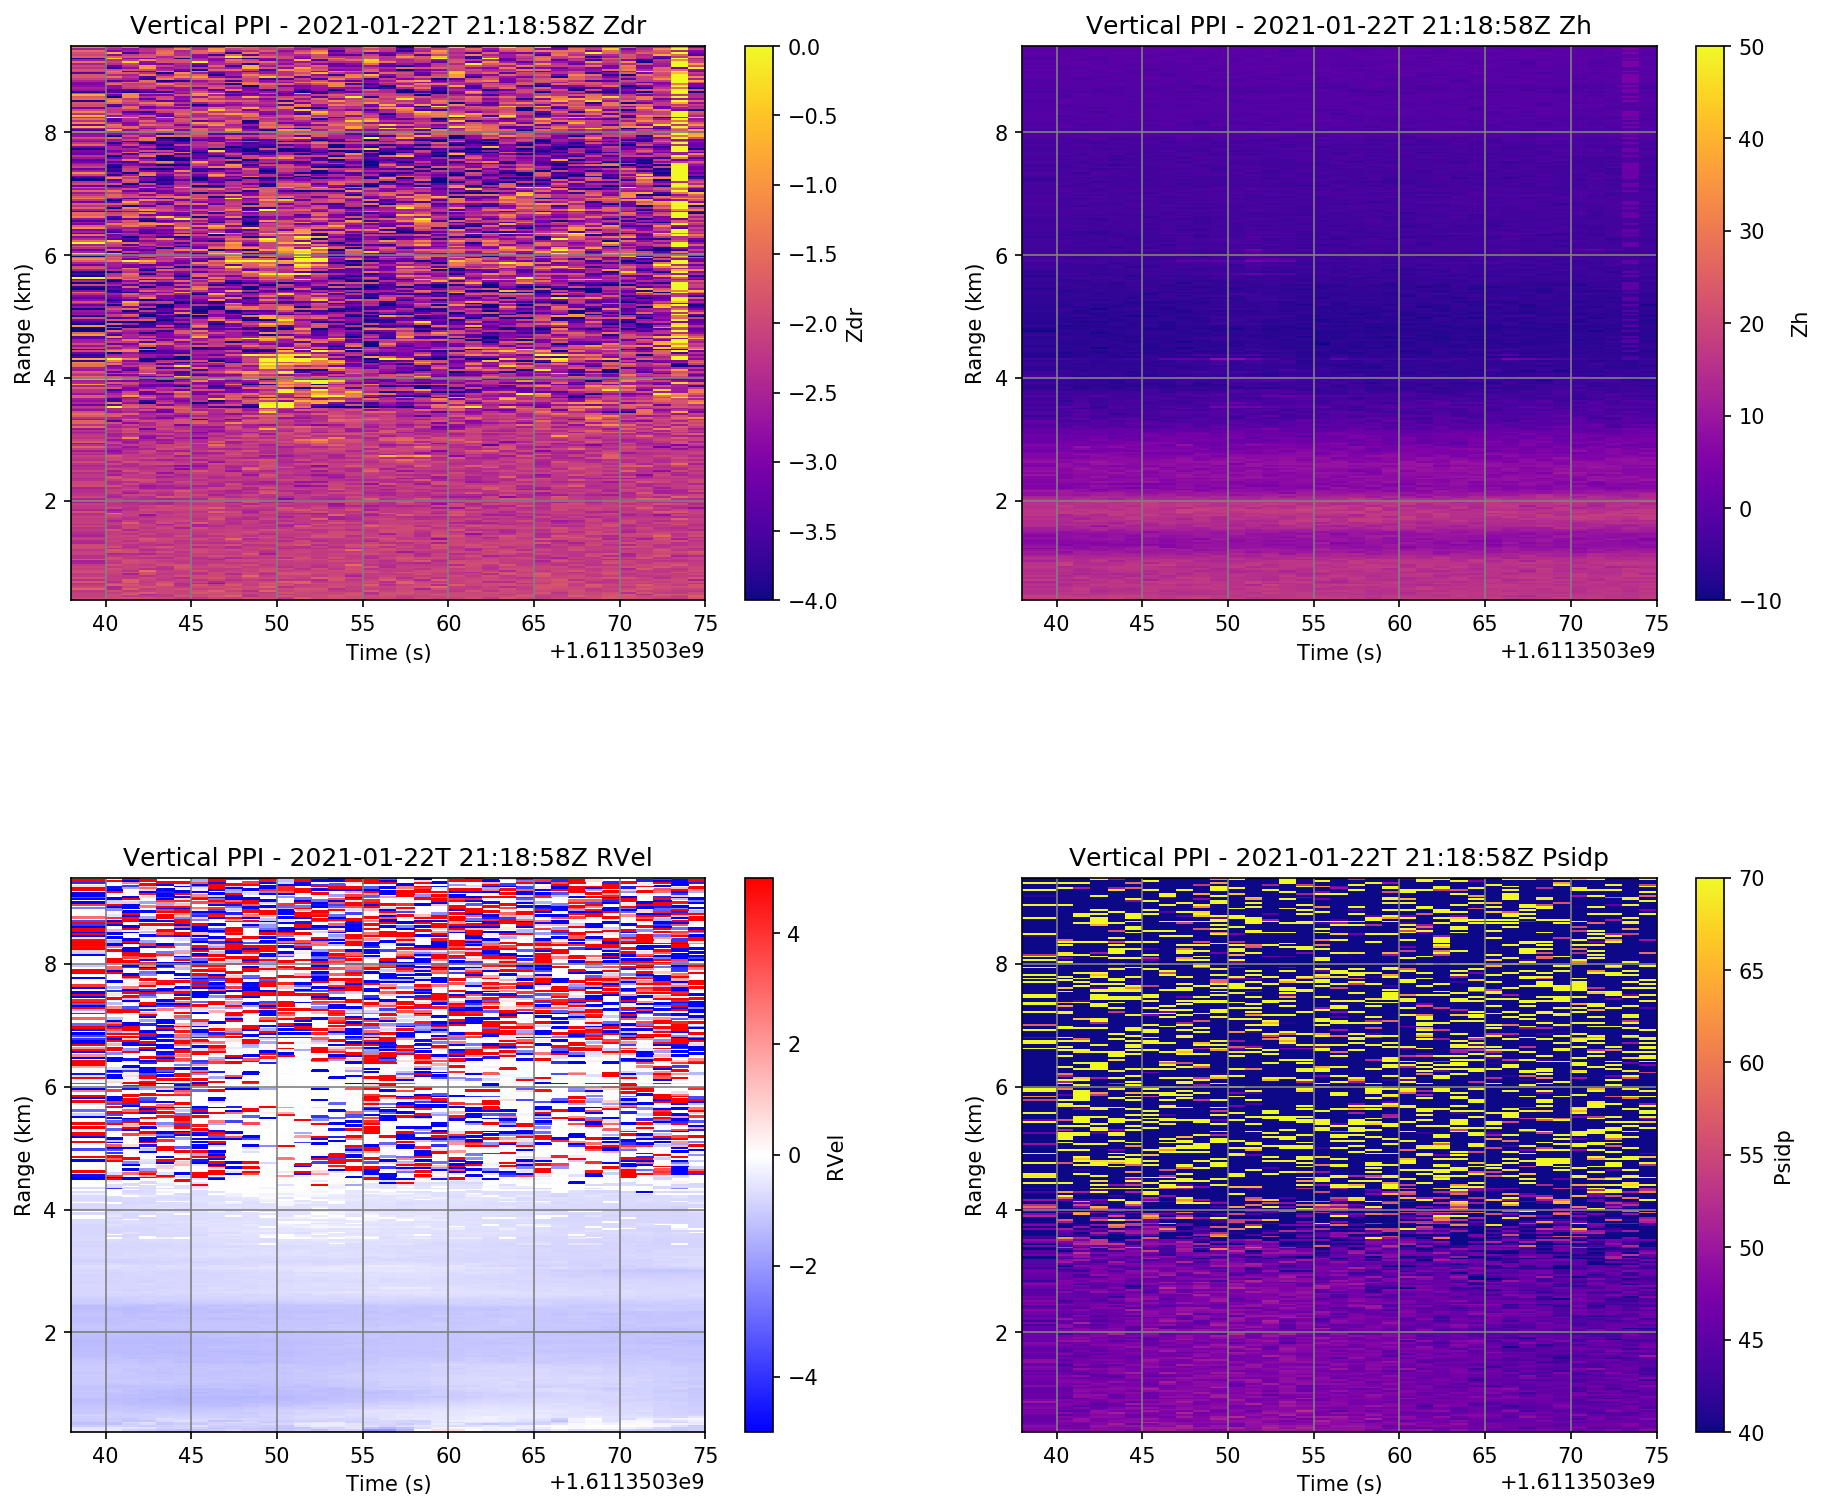 Vertical PPI - 2021-01-22T 21:18:58Z Zdr
Range (km)
8
6
4
2
40 45 50 55 60 65 70 75
Time (s)
+1.6113503e9
0.0
−0.5
−1.0
−1.5
−2.0
−2.5
−3.0
−3.5
−4.0
Zdr
Vertical PPI - 2021-01-22T 21:18:58Z Zh
Range (km)
8
6
4
2
40 45 50 55 60 65 70 75
Time (s)
+1.6113503e9
50
40
30
20
10
0
−10
Zh
Vertical PPI - 2021-01-22T 21:18:58Z RVel
Range (km)
8
6
4
2
40 45 50 55 60 65 70 75
Time (s)
+1.6113503e9
4
2
0
−2
−4
RVel
Vertical PPI - 2021-01-22T 21:18:58Z Psidp
Range (km)
8
6
4
2
40 45 50 55 60 65 70 75
Time (s)
+1.6113503e9
70
65
60
55
50
45
40
Psidp